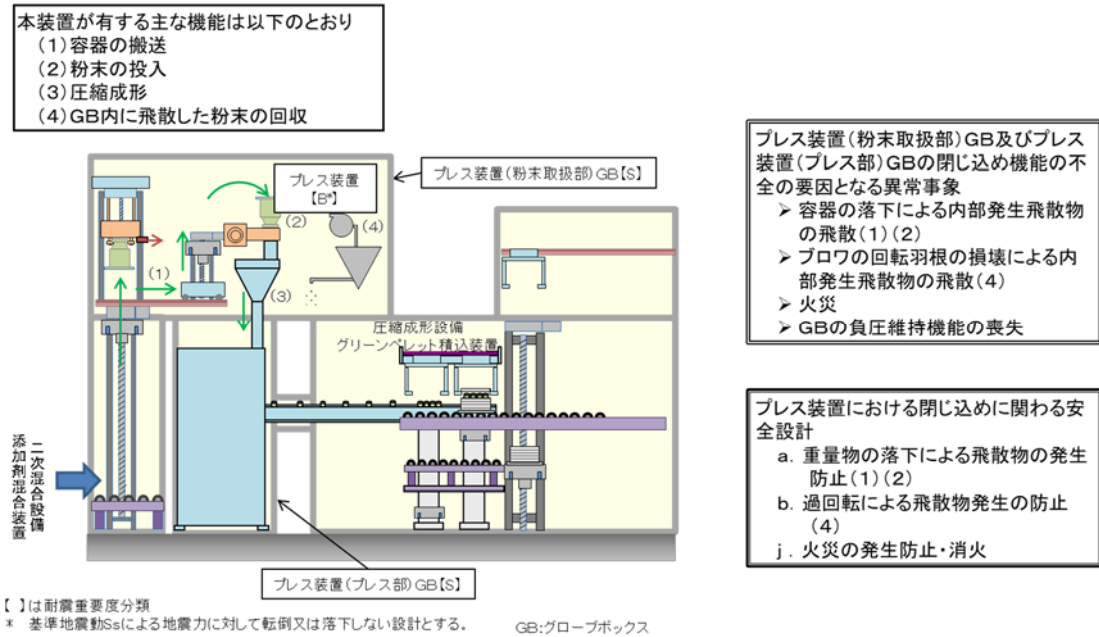 本装置が有する主な機能は以下のとおり
(1)容器の搬送
(2)粉末の投入
(3)圧縮成形
(4)GB内に飛散した粉末の回収
プレス装置(粉末取扱部)GB【S】
プレス装置
【B*】
(1)
(2)
(3)
(4)
圧縮成形設備
グリーンペレット積込装置
二次混合設備
添加剤混合装置
プレス装置(プレス部)GB【S】
【 】は耐震重要度分類
* 基準地震動Ssによる地震力に対して転倒又は落下しない設計とする。
GB:グローブボックス
プレス装置(粉末取扱部)GB及びプレス
装置(プレス部)GBの閉じ込め機能の不
全の要因となる異常事象
➢ 容器の落下による内部発生飛散物
の飛散(1)(2)
➢ ブロワの回転羽根の損壊による内
部発生飛散物の飛散(4)
➢ 火災
➢ GBの負圧維持機能の喪失
プレス装置における閉じ込めに関わる安
全設計
a. 重量物の落下による飛散物の発生
防止(1)(2)
b. 過回転による飛散物発生の防止
(4)
j. 火災の発生防止・消火